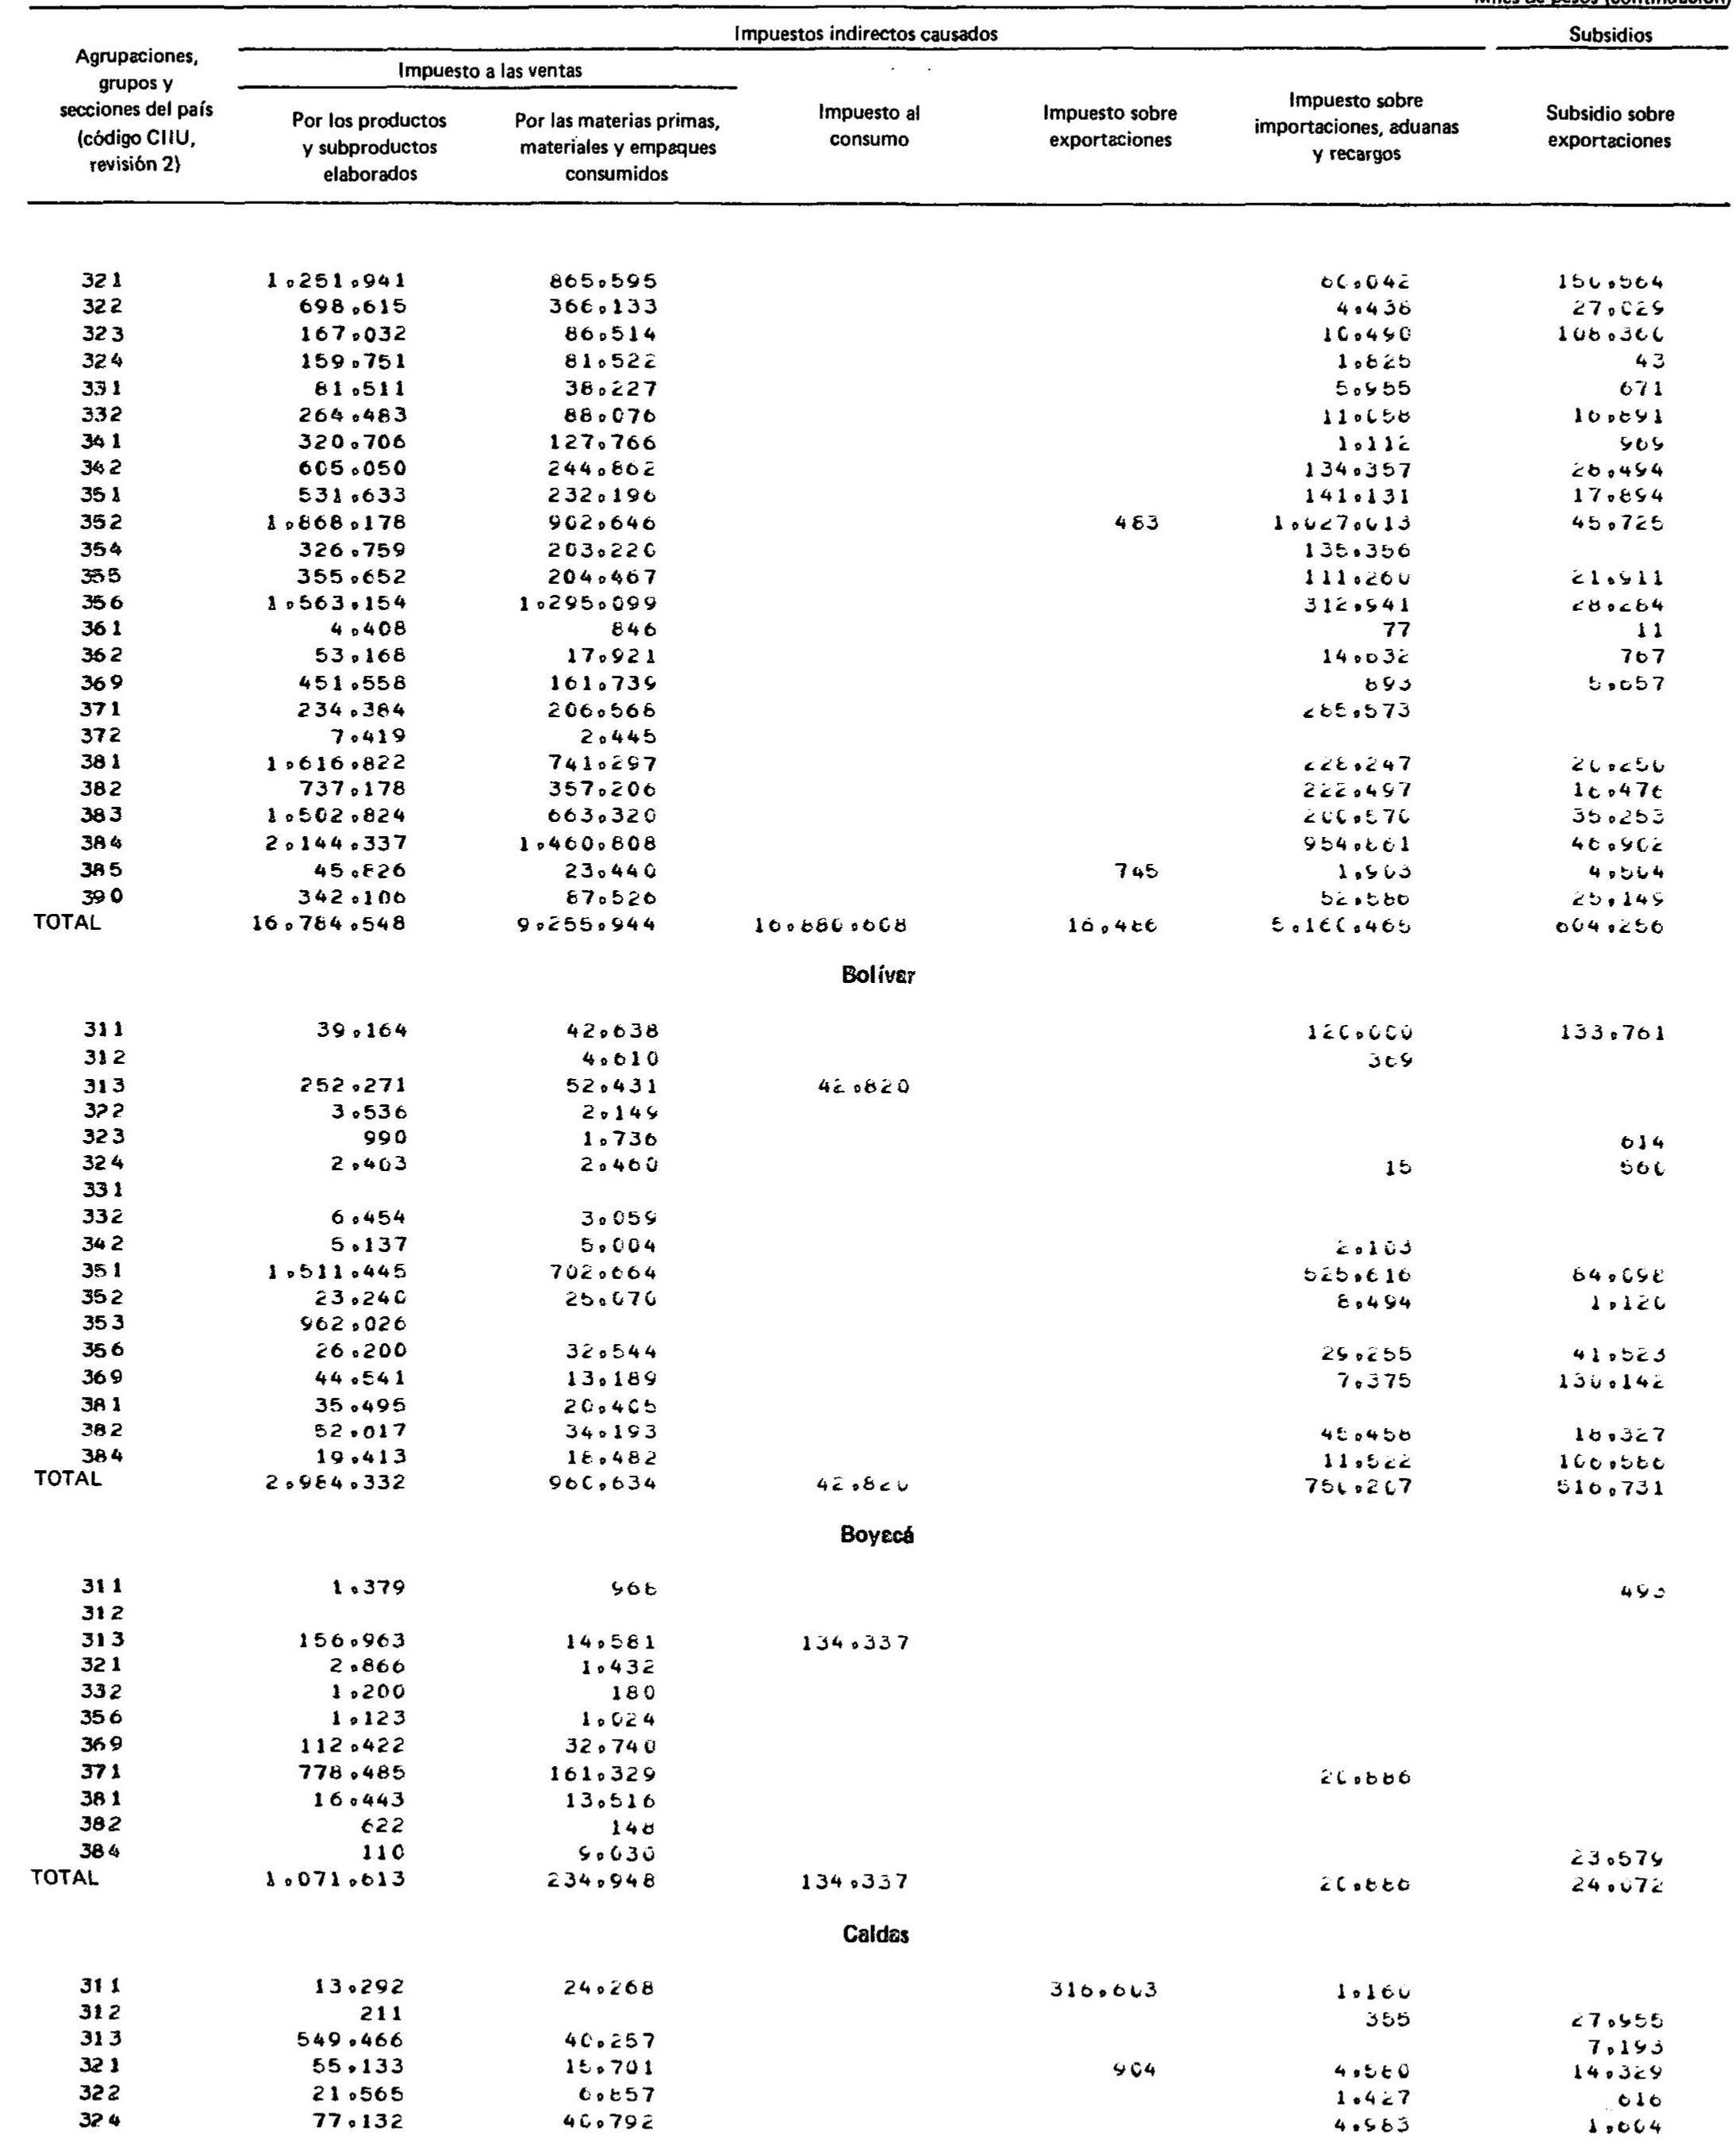 Miles de pesos (continuación)
Impuestos indirectos causados Subsidios
Agrupaciones, grupos y secciones del país (código CIIU, revisión 2)
Impuesto a las ventas
Por los productos y subproductos elaborados
Por las materias primas, materiales y empaques consumidos
Impuesto al consumo
Impuesto sobre exportaciones
Impuesto sobre importaciones, aduanas y recargos
Subsidio sobre exportaciones
321 1.251.941 865.595 60.042 150.564
322 698.615 366.133 4.438 27.029
323 167.032 86.514 10.490 108.360
324 159.751 81.522 1.825 43
331 81.511 38.227 5.955 671
332 264.483 88.076 11.058 10.891
341 320.706 127.766 1.112 969
342 605.050 244.862 134.357 26.494
351 531.633 232.196 141.131 17.894
352 1.868.178 902.646 483 1.027.013 45.725
354 326.759 203.220 135.356
355 355.652 204.467 111.260 21.911
356 1.563.154 1.295.099 312.941 28.284
361 4.408 846 77 11
362 53.168 17.921 14.632 767
369 451.558 161.739 893 5.657
371 234.384 206.566 285.573
372 7.419 2.445
381 1.616.822 741.297 228.247 20.250
382 737.178 357.206 222.497 16.476
383 1.502.824 663.320 200.570 35.253
384 2.144.337 1.460.808 954.861 46.902
385 45.826 23.440 745 1.903 4.504
390 342.106 87.526 52.586 25.149
TOTAL 16.784.548 9.255.944 16.880.608 16.486 5.160.465 604.256
Bolívar
311 39.164 42.638 120.000 133.761
312 4.610 369
313 252.271 52.431 42.820
322 3.536 2.149
323 990 1.736 614
324 2.403 2.460 15 560
331
332 6.454 3.059
342 5.137 5.004 2.103
351 1.511.445 702.664 525.616 84.098
352 23.240 25.070 8.494 1.120
353 962.026
356 26.200 32.544 29.255 41.523
369 44.541 13.189 7.375 130.142
381 35.495 20.405
382 52.017 34.193 45.458 18.327
384 19.413 18.482 11.522 106.586
TOTAL 2.984.332 960.634 42.820 750.207 516.731
Boyacá
311 1.379 968 493
312
313 156.963 14.581 134.337
321 2.866 1.432
332 1.200 180
356 1.123 1.024
369 112.422 32.740
371 778.485 161.329 20.886
381 16.443 13.516
382 622 148
384 110 9.030 23.579
TOTAL 1.071.613 234.948 134.337 20.886 24.072
Caldas
311 13.292 24.268 316.603 1.160
312 211 355 27.955
313 549.466 40.257 7.193
321 55.133 15.701 904 4.580 14.329
322 21.565 6.857 1.427 616
324 77.132 40.792 4.983 1.604